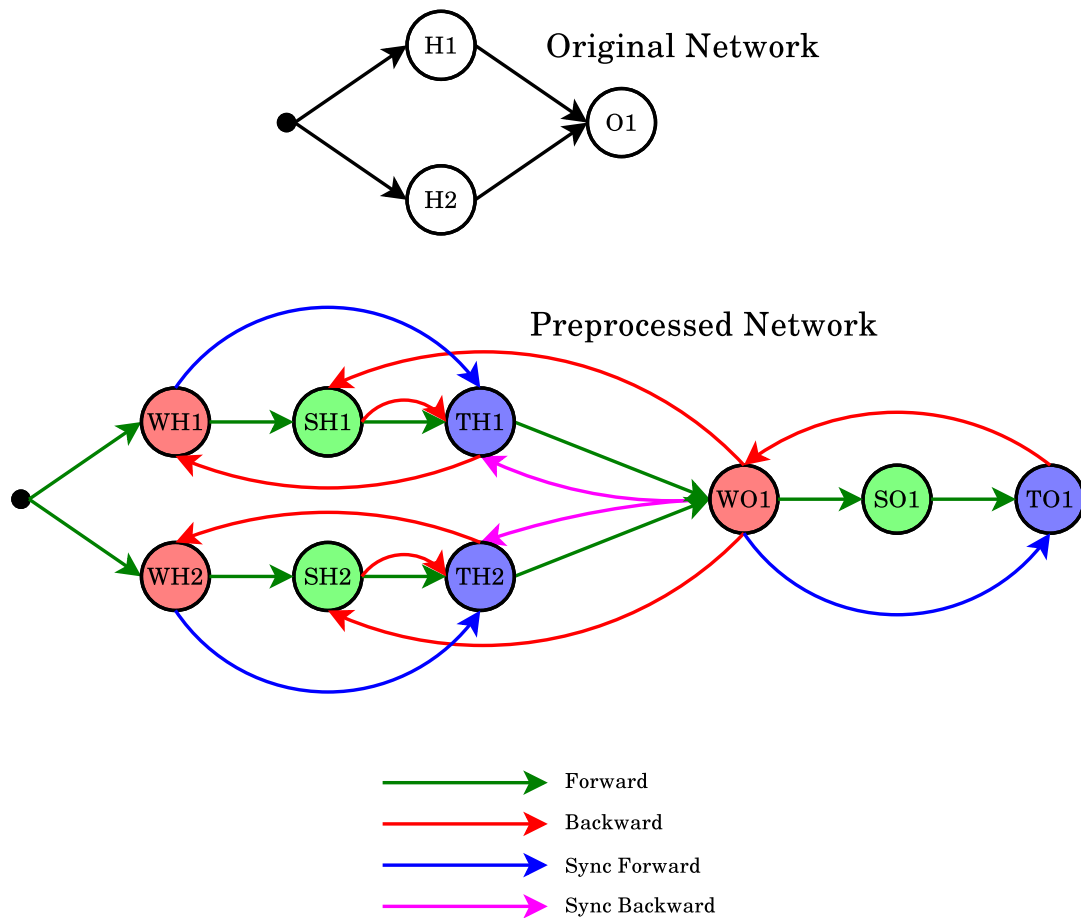 H1
Original Network
O1
H2
Preprocessed Network
WH1
SH1
TH1
WO1
SO1
TO1
WH2
SH2
TH2
Forward
Backward
Sync Forward
Sync Backward